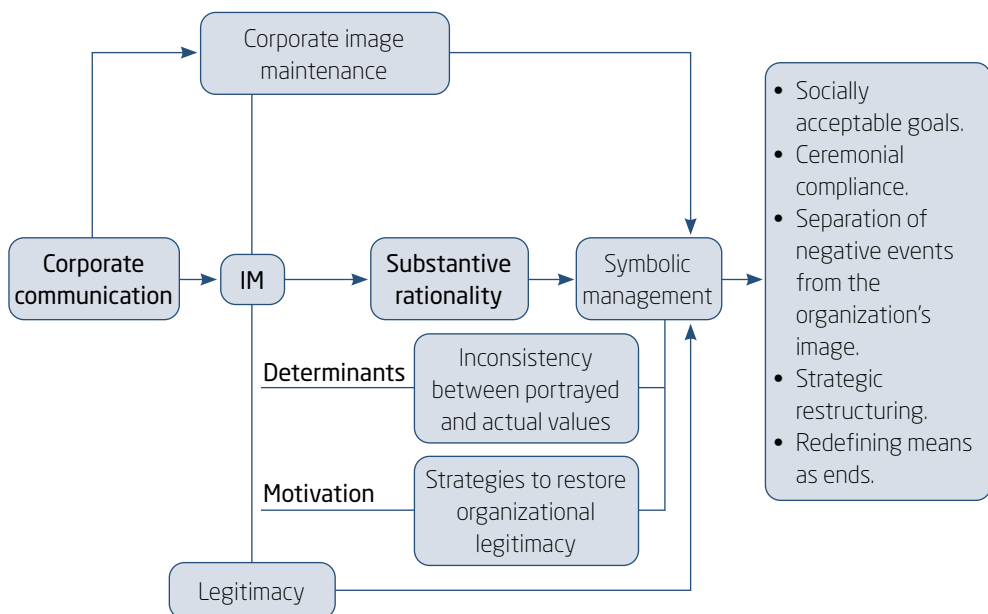 Corporate image
maintenance
Corporate
communication
IM
Substantive
rationality
Symbolic
management
• Socially
acceptable goals.
• Ceremonial
compliance.
• Separation of
negative events
from the
organization's
image.
• Strategic
restructuring.
• Redefining means
as ends.
Determinants
Inconsistency
between portrayed
and actual values
Motivation
Strategies to restore
organizational
legitimacy
Legitimacy